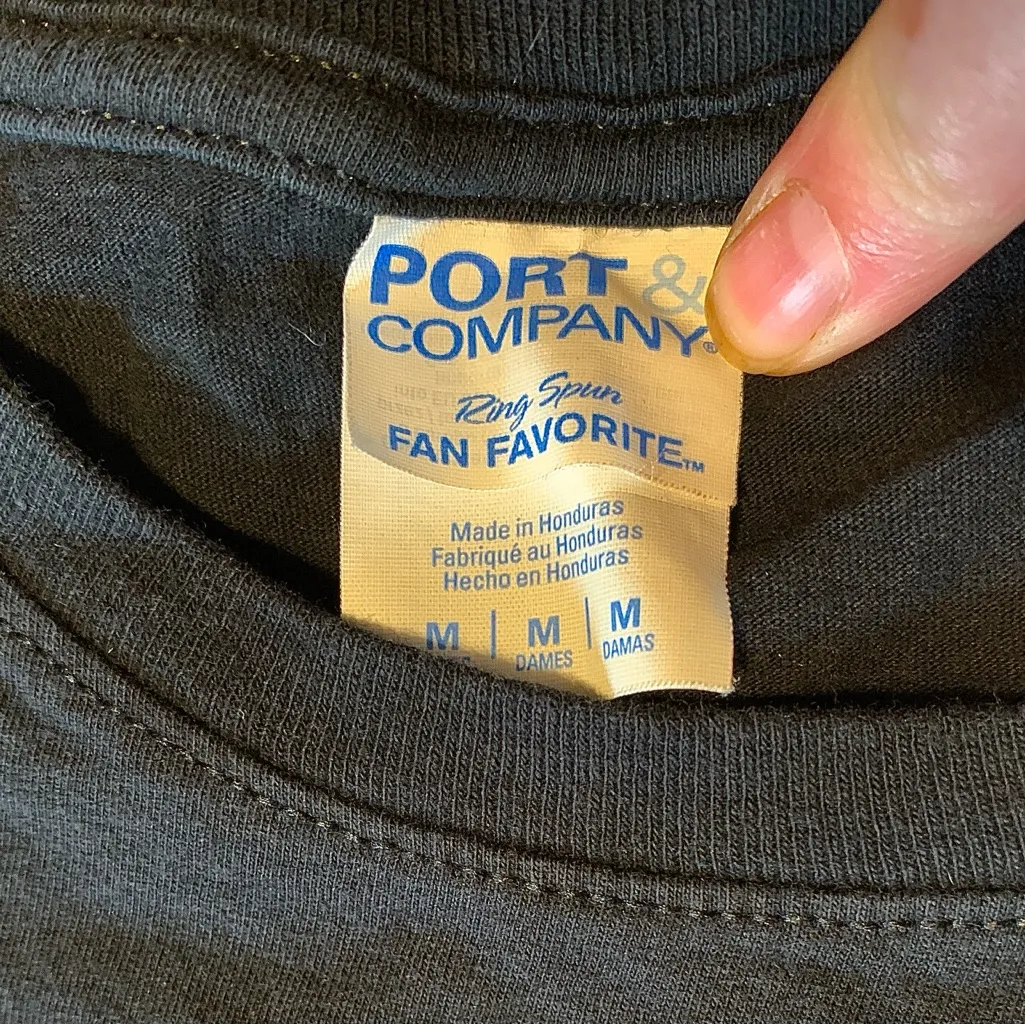 PORT &
COMPANY®
Ring Spun
FAN FAVORITE™
Made in Honduras
Fabriqué au Honduras
Hecho en Honduras
M | M | M
DAMES DAMAS